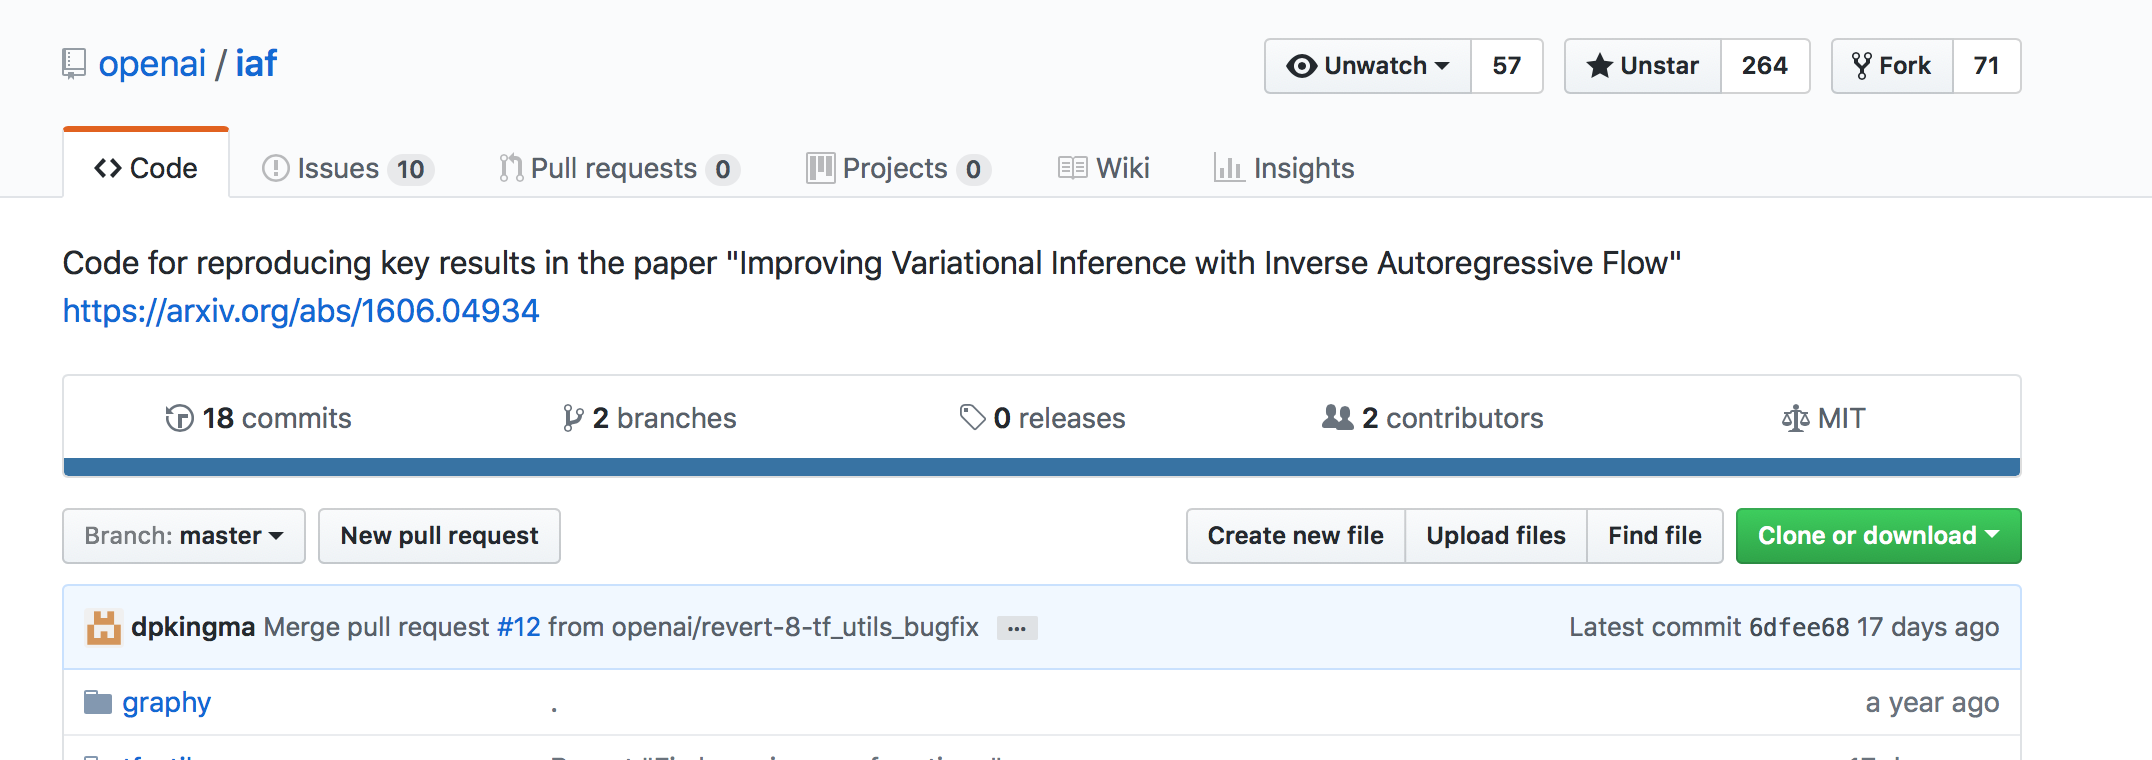 openai / iaf
Unwatch 57 Unstar 264 Fork 71
Code Issues 10 Pull requests 0 Projects 0 Wiki Insights
Code for reproducing key results in the paper "Improving Variational Inference with Inverse Autoregressive Flow"
https://arxiv.org/abs/1606.04934
18 commits 2 branches 0 releases 2 contributors MIT
Branch: master New pull request Create new file Upload files Find file Clone or download
dpkingma Merge pull request #12 from openai/revert-8-tf_utils_bugfix ... Latest commit 6dfee68 17 days ago
graphy . a year ago